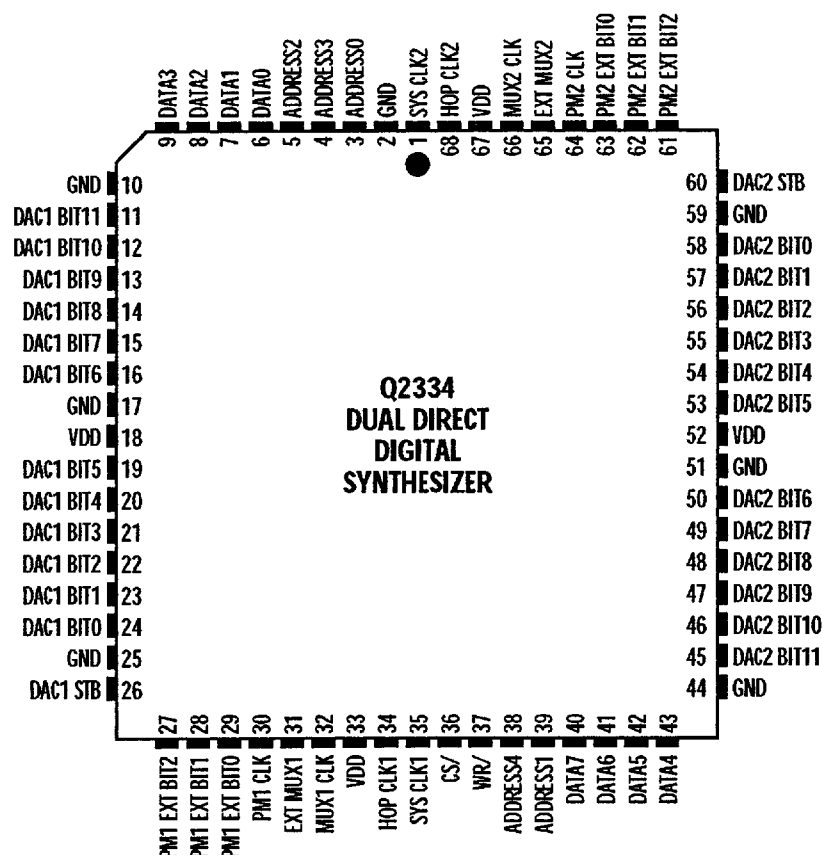 DATA3
DATA2
DATA1
DATA0
ADDRESS2
ADDRESS3
ADDRESS0
GND
SYS CLK2
HOP CLK2
VDD
MUX2 CLK
EXT MUX2
PM2 CLK
PM2 EXT BIT0
PM2 EXT BIT1
PM2 EXT BIT2
9 8 7 6 5 4 3 2 1 68 67 66 65 64 63 62 61
GND 10
DAC1 BIT11 11
DAC1 BIT10 12
DAC1 BIT9 13
DAC1 BIT8 14
DAC1 BIT7 15
DAC1 BIT6 16
GND 17
VDD 18
DAC1 BIT5 19
DAC1 BIT4 20
DAC1 BIT3 21
DAC1 BIT2 22
DAC1 BIT1 23
DAC1 BIT0 24
GND 25
DAC1 STB 26
Q2334
DUAL DIRECT
DIGITAL
SYNTHESIZER
60 DAC2 STB
59 GND
58 DAC2 BIT0
57 DAC2 BIT1
56 DAC2 BIT2
55 DAC2 BIT3
54 DAC2 BIT4
53 DAC2 BIT5
52 VDD
51 GND
50 DAC2 BIT6
49 DAC2 BIT7
48 DAC2 BIT8
47 DAC2 BIT9
46 DAC2 BIT10
45 DAC2 BIT11
44 GND
27 28 29 30 31 32 33 34 35 36 37 38 39 40 41 42 43
PM1 EXT BIT2
PM1 EXT BIT1
PM1 EXT BIT0
PM1 CLK
EXT MUX1
MUX1 CLK
VDD
HOP CLK1
SYS CLK1
CS/
WR/
ADDRESS4
ADDRESS1
DATA7
DATA6
DATA5
DATA4